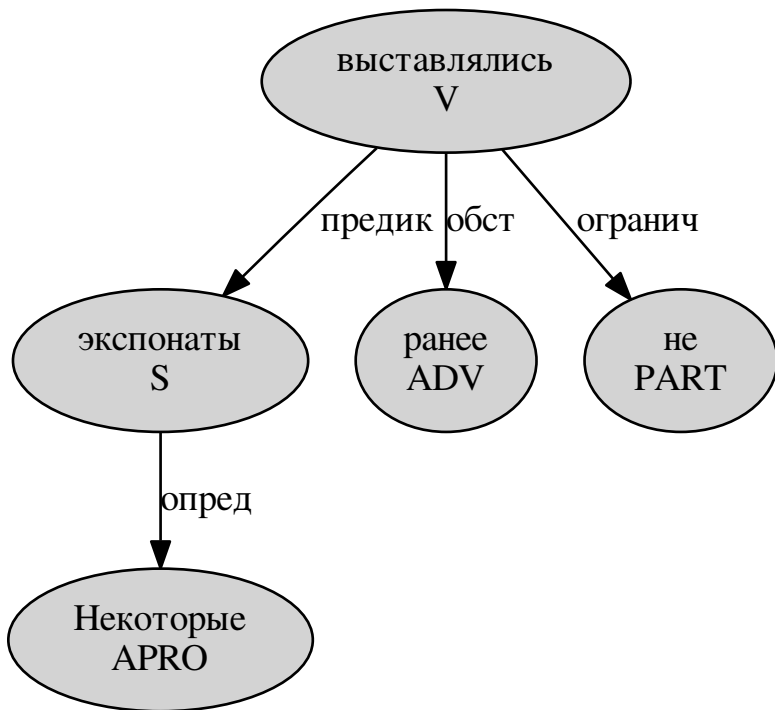 выставлялись
V
предик
обст
огранич
экспонаты
S
ранее
ADV
не
PART
опред
Некоторые
APRO